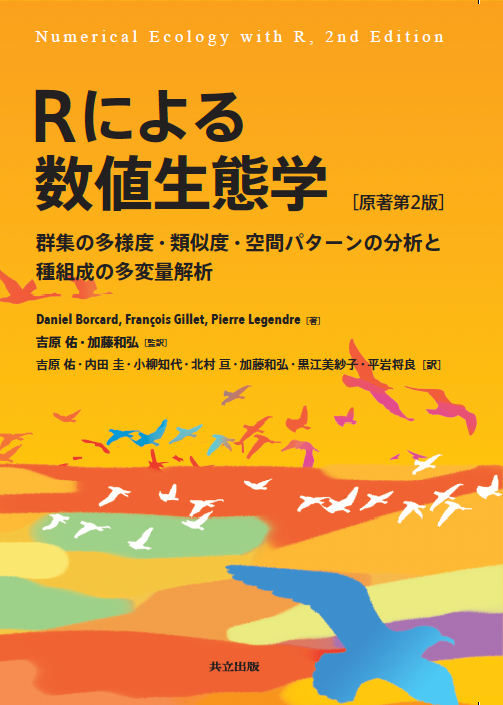 Numerical Ecology with R, 2nd Edition
Rによる
数値生態学 [原著第2版]
群集の多様度・類似度・空間パターンの分析と
種組成の多変量解析
Daniel Borcard, François Gillet, Pierre Legendre [著]
吉原 佑・加藤和弘 [監訳]
吉原 佑・内田 圭・小柳知代・北村 亘・加藤和弘・黒江美紗子・平岩将良 [訳]
共立出版